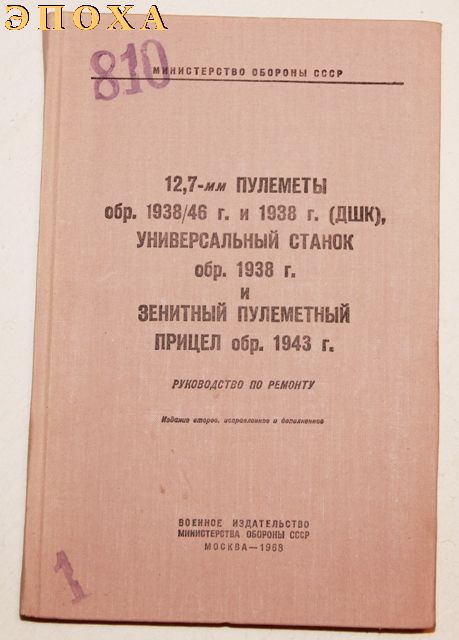 ЭПОХА
810
МИНИСТЕРСТВО ОБОРОНЫ СССР
12,7-мм ПУЛЕМЕТЫ
обр. 1938/46 г. и 1938 г. (ДШК),
УНИВЕРСАЛЬНЫЙ СТАНОК
обр. 1938 г.
и
ЗЕНИТНЫЙ ПУЛЕМЕТНЫЙ
ПРИЦЕЛ обр. 1943 г.
РУКОВОДСТВО ПО РЕМОНТУ
Издание второе, исправленное и дополненное
ВОЕННОЕ ИЗДАТЕЛЬСТВО
МИНИСТЕРСТВА ОБОРОНЫ СССР
МОСКВА—1968
1